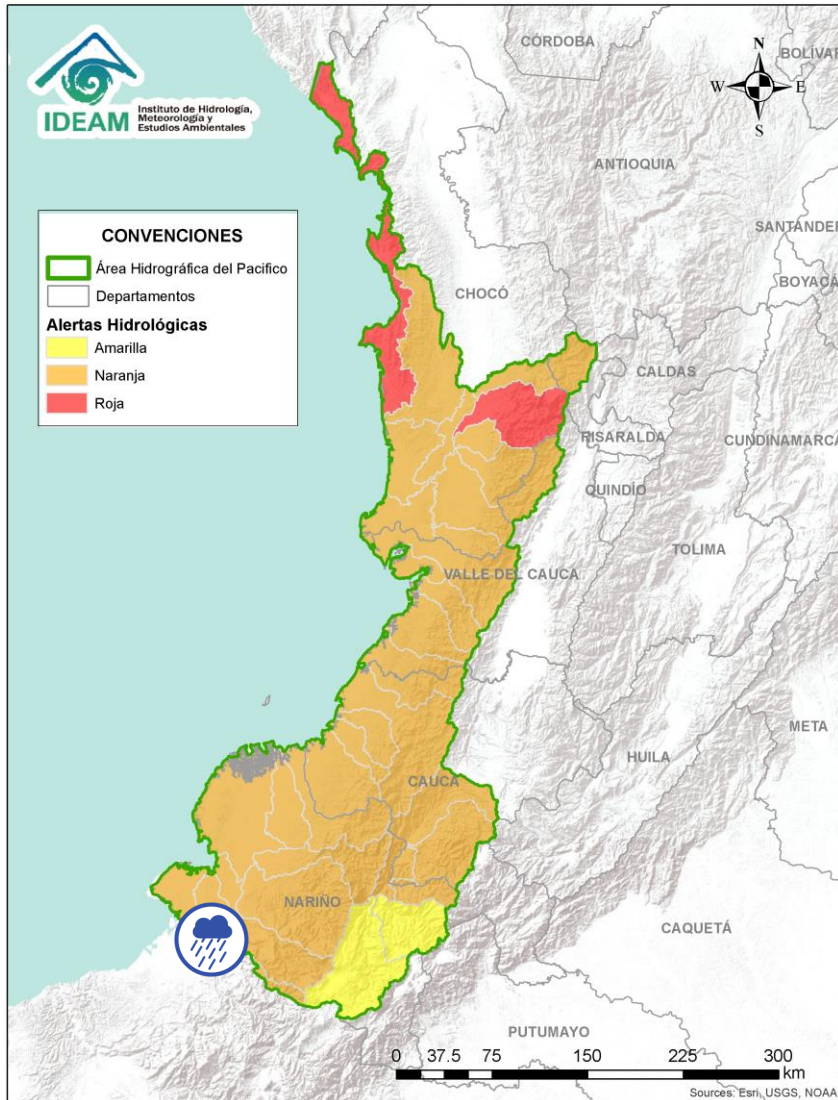 IDEAM
Instituto de Hidrología,
Meteorología y
Estudios Ambientales
N
W
E
S
CÓRDOBA
BOLÍVAR
ANTIOQUIA
SANTANDER
BOYACÁ
CHOCÓ
CALDAS
RISARALDA
CUNDINAMARCA
QUINDÍO
TOLIMA
VALLE DEL CAUCA
META
HUILA
CAUCA
NARIÑO
CAQUETÁ
PUTUMAYO
CONVENCIONES
Área Hidrográfica del Pacifico
Departamentos
Alertas Hidrológicas
Amarilla
Naranja
Roja
0 37.5 75 150 225 300
km
Sources: Esri, USGS, NOAA